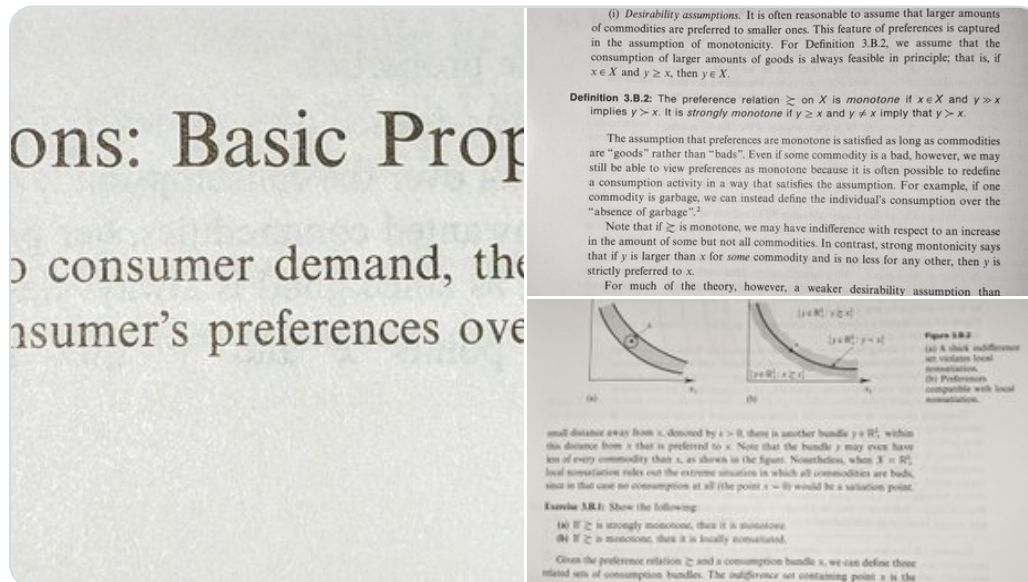 ons: Basic Prop
consumer demand, the
nsumer's preferences ove
(i) Desirability assumptions. It is often reasonable to assume that larger amounts
of commodities are preferred to smaller ones. This feature of preferences is captured
in the assumption of monotonicity. For Definition 3.B.2, we assume that the
consumption of larger amounts of goods is always feasible in principle; that is, if
x ∈ X and y ≥ x, then y ∈ X.
Definition 3.B.2: The preference relation ≿ on X is monotone if x ∈ X and y ≫ x
implies y ≻ x. It is strongly monotone if y ≥ x and y ≠ x imply that y ≻ x.
The assumption that preferences are monotone is satisfied as long as commodities
are "goods" rather than "bads". Even if some commodity is a bad, however, we may
still be able to view preferences as monotone because it is often possible to redefine
a consumption activity in a way that satisfies the assumption. For example, if one
commodity is garbage, we can instead define the individual's consumption over the
"absence of garbage".²
Note that if ≿ is monotone, we may have indifference with respect to an increase
in the amount of some but not all commodities. In contrast, strong montonicity says
that if y is larger than x for some commodity and is no less for any other, then y is
strictly preferred to x.
For much of the theory, however, a weaker desirability assumption than
(a)
(b)
Figure 3.B.2
(a) A thick indifference
set violates local
nonsatiation.
(b) Preferences
compatible with local
nonsatiation.
small distance away from x, denoted by ε > 0, there is another bundle y ∈ within
this distance from x that is preferred to x. Note that the bundle y may even have
less of every commodity than x, as shown in the figure. Nonetheless, when X =
local nonsatiation rules out the extreme situation in which all commodities are bads,
since in that case no consumption at all (the point x = 0) would be a satiation point.
Exercise 3.B.1: Show the following:
(a) If ≿ is strongly monotone, then it is monotone.
(b) If ≿ is monotone, then it is locally nonsatiated.
Given the preference relation ≿ and a consumption bundle x, we can define three
related sets of consumption bundles. The indifference set containing point x is the